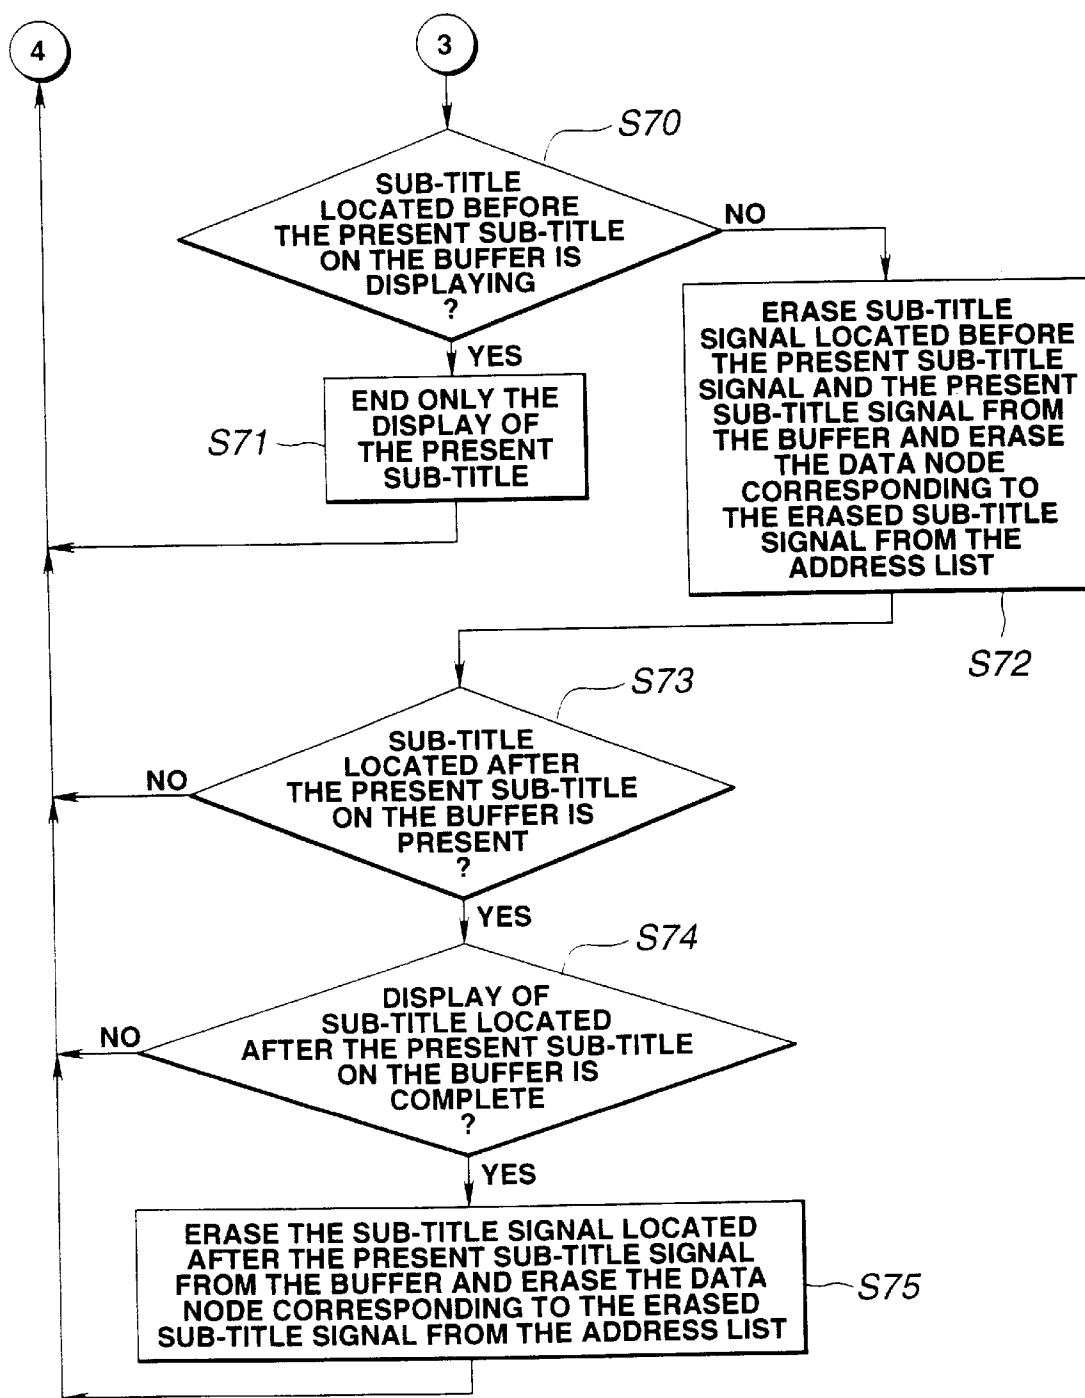 4
3
S70
SUB-TITLE
LOCATED BEFORE
THE PRESENT SUB-TITLE
ON THE BUFFER IS
DISPLAYING
?
NO
YES
ERASE SUB-TITLE
SIGNAL LOCATED BEFORE
THE PRESENT SUB-TITLE
SIGNAL AND THE PRESENT
SUB-TITLE SIGNAL FROM
THE BUFFER AND ERASE
THE DATA NODE
CORRESPONDING TO
THE ERASED SUB-TITLE
SIGNAL FROM THE
ADDRESS LIST
S72
S71
END ONLY THE
DISPLAY OF
THE PRESENT
SUB-TITLE
S73
SUB-TITLE
LOCATED AFTER
THE PRESENT SUB-TITLE
ON THE BUFFER IS
PRESENT
?
NO
YES
S74
DISPLAY OF
SUB-TITLE LOCATED
AFTER THE PRESENT SUB-TITLE
ON THE BUFFER IS
COMPLETE
?
NO
YES
ERASE THE SUB-TITLE SIGNAL LOCATED
AFTER THE PRESENT SUB-TITLE SIGNAL
FROM THE BUFFER AND ERASE THE DATA
NODE CORRESPONDING TO THE ERASED
SUB-TITLE SIGNAL FROM THE ADDRESS LIST
S75